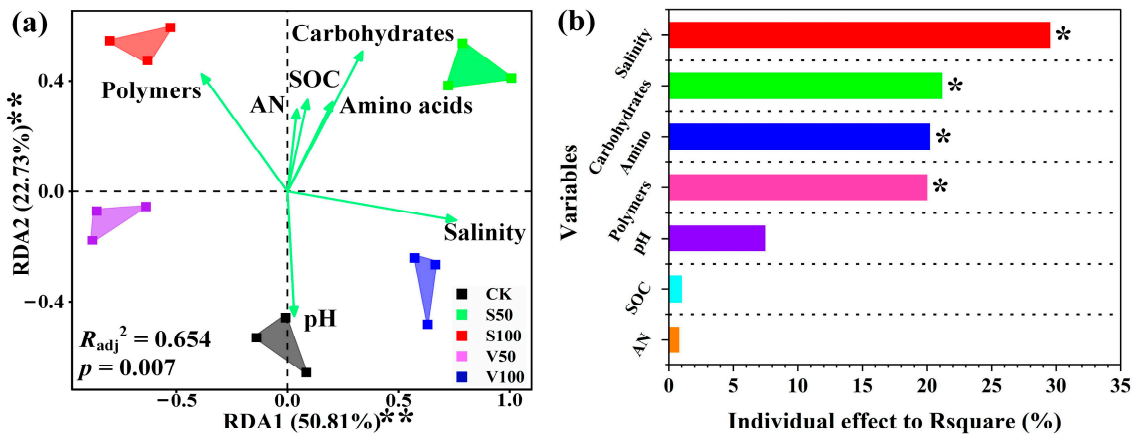 (a)
Carbohydrates
SOC
AN
Amino acids
Polymers
Salinity
pH
CK
S50
S100
V50
V100
Radj² = 0.654
p = 0.007
0.4
0.0
-0.4
-0.5
0.0
0.5
1.0
RDA2 (22.73%)**
RDA1 (50.81%)**
(b)
Variables
Salinity
Carbohydrates
Amino
Polymers
pH
SOC
AN
*
*
*
*
0
5
10
15
20
25
30
35
Individual effect to Rsquare (%)